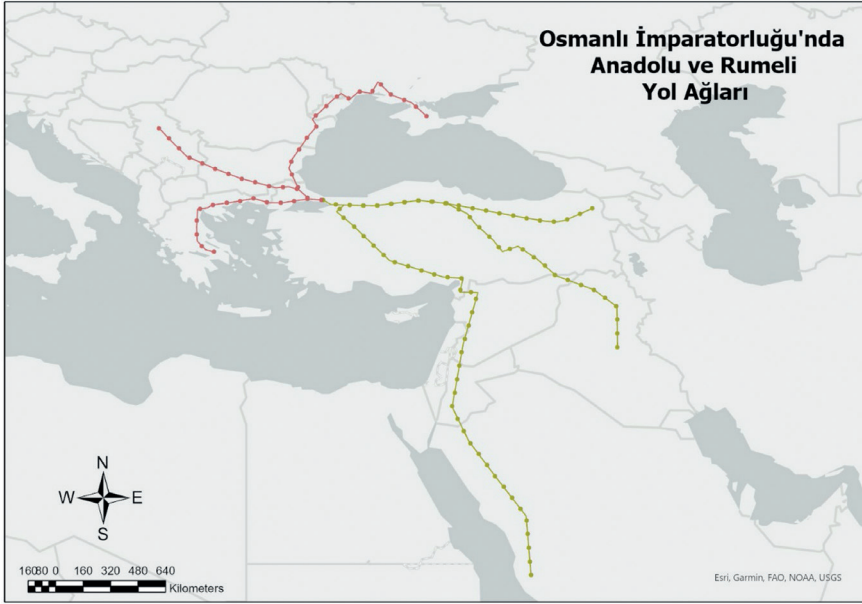 Osmanlı İmparatorluğu'nda
Anadolu ve Rumeli
Yol Ağları
N
W E
S
160 80 0 160 320 480 640
Kilometers
Esri, Garmin, FAO, NOAA, USGS